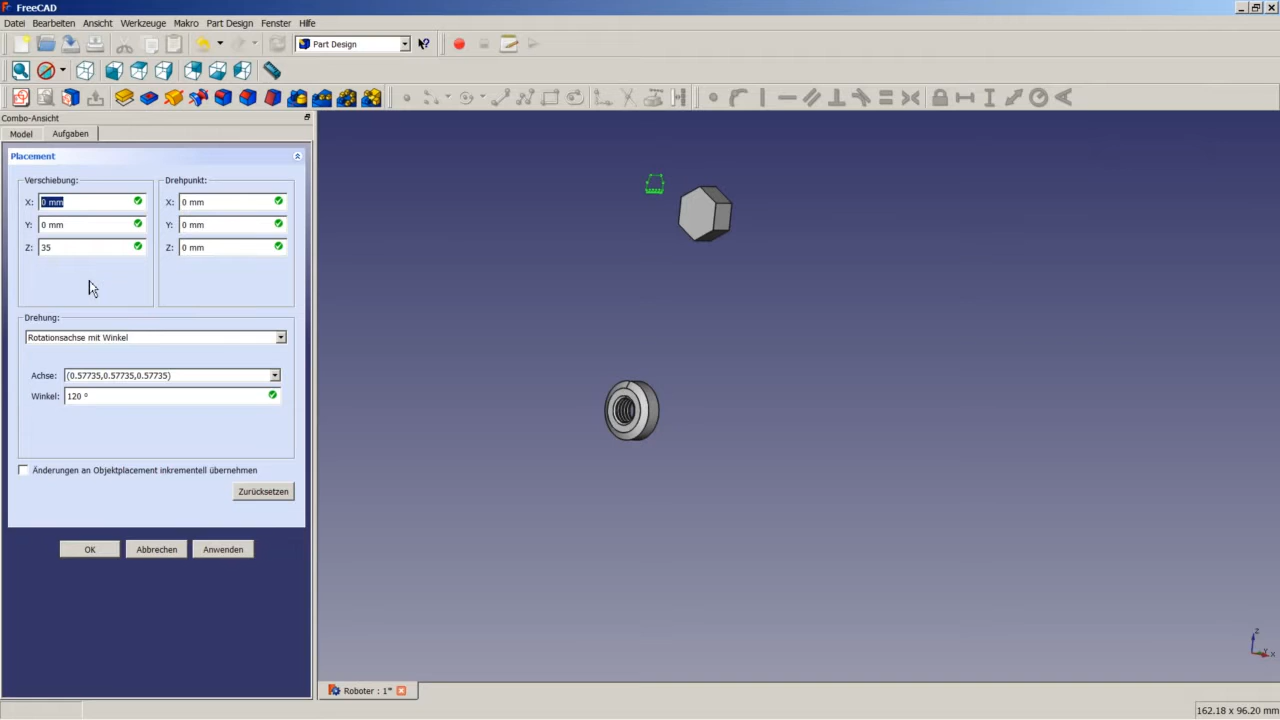 FreeCAD
Datei Bearbeiten Ansicht Werkzeuge Makro Part Design Fenster Hilfe
Part Design
Combo-Ansicht
Model Aufgaben
Placement
Verschiebung: Drehpunkt:
X: 0 mm X: 0 mm
Y: 0 mm Y: 0 mm
Z: 35 Z: 0 mm
Drehung:
Rotationsachse mit Winkel
Achse: (0.57735,0.57735,0.57735)
Winkel: 120 °
Änderungen an Objektplacement inkrementell übernehmen
Zurücksetzen
OK Abbrechen Anwenden
Z
Y
X
Roboter : 1*
162.18 x 96.20 mm